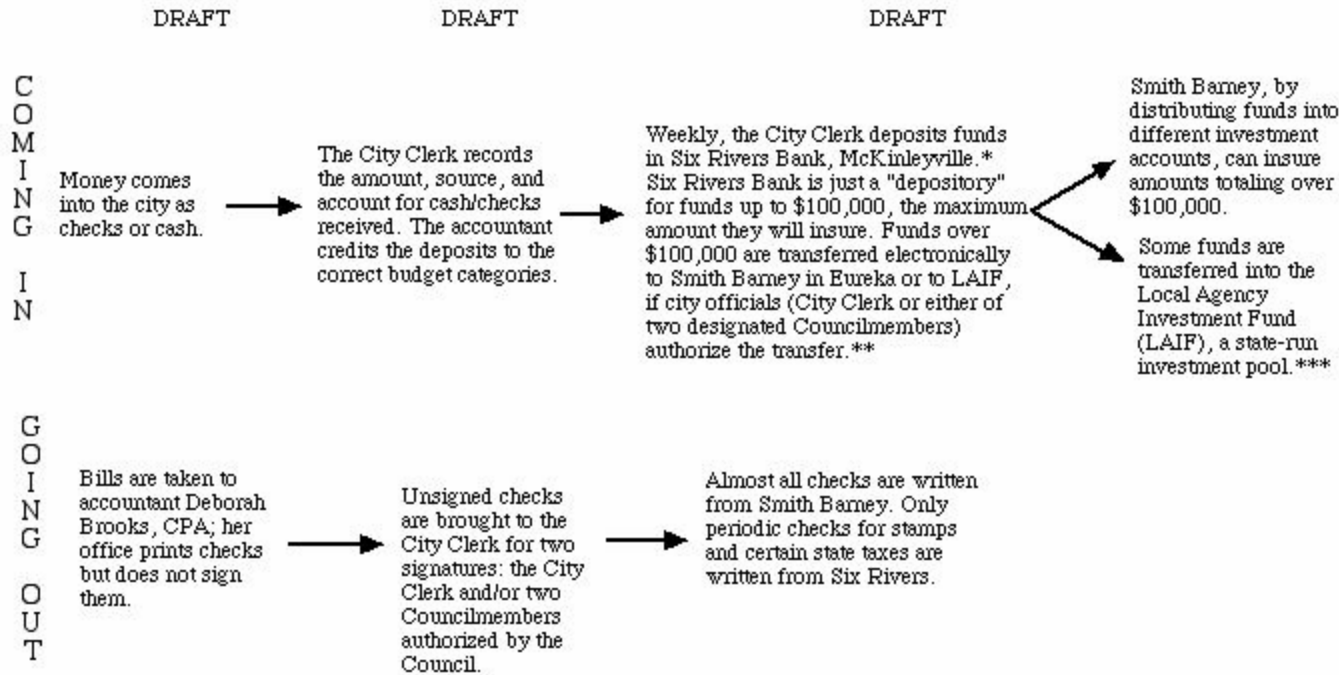 DRAFT DRAFT DRAFT
COMING IN
Money comes
into the city as
checks or cash.
The City Clerk records
the amount, source, and
account for cash/checks
received. The accountant
credits the deposits to the
correct budget categories.
Weekly, the City Clerk deposits funds
in Six Rivers Bank, McKinleyville.*
Six Rivers Bank is just a "depository"
for funds up to $100,000, the maximum
amount they will insure. Funds over
$100,000 are transferred electronically
to Smith Barney in Eureka or to LAIF,
if city officials (City Clerk or either of
two designated Councilmembers)
authorize the transfer.**
Smith Barney, by
distributing funds into
different investment
accounts, can insure
amounts totaling over
$100,000.
Some funds are
transferred into the
Local Agency
Investment Fund
(LAIF), a state-run
investment pool.***
GOING OUT
Bills are taken to
accountant Deborah
Brooks, CPA; her
office prints checks
but does not sign
them.
Unsigned checks
are brought to the
City Clerk for two
signatures: the City
Clerk and/or two
Councilmembers
authorized by the
Council.
Almost all checks are written
from Smith Barney. Only
periodic checks for stamps
and certain state taxes are
written from Six Rivers.